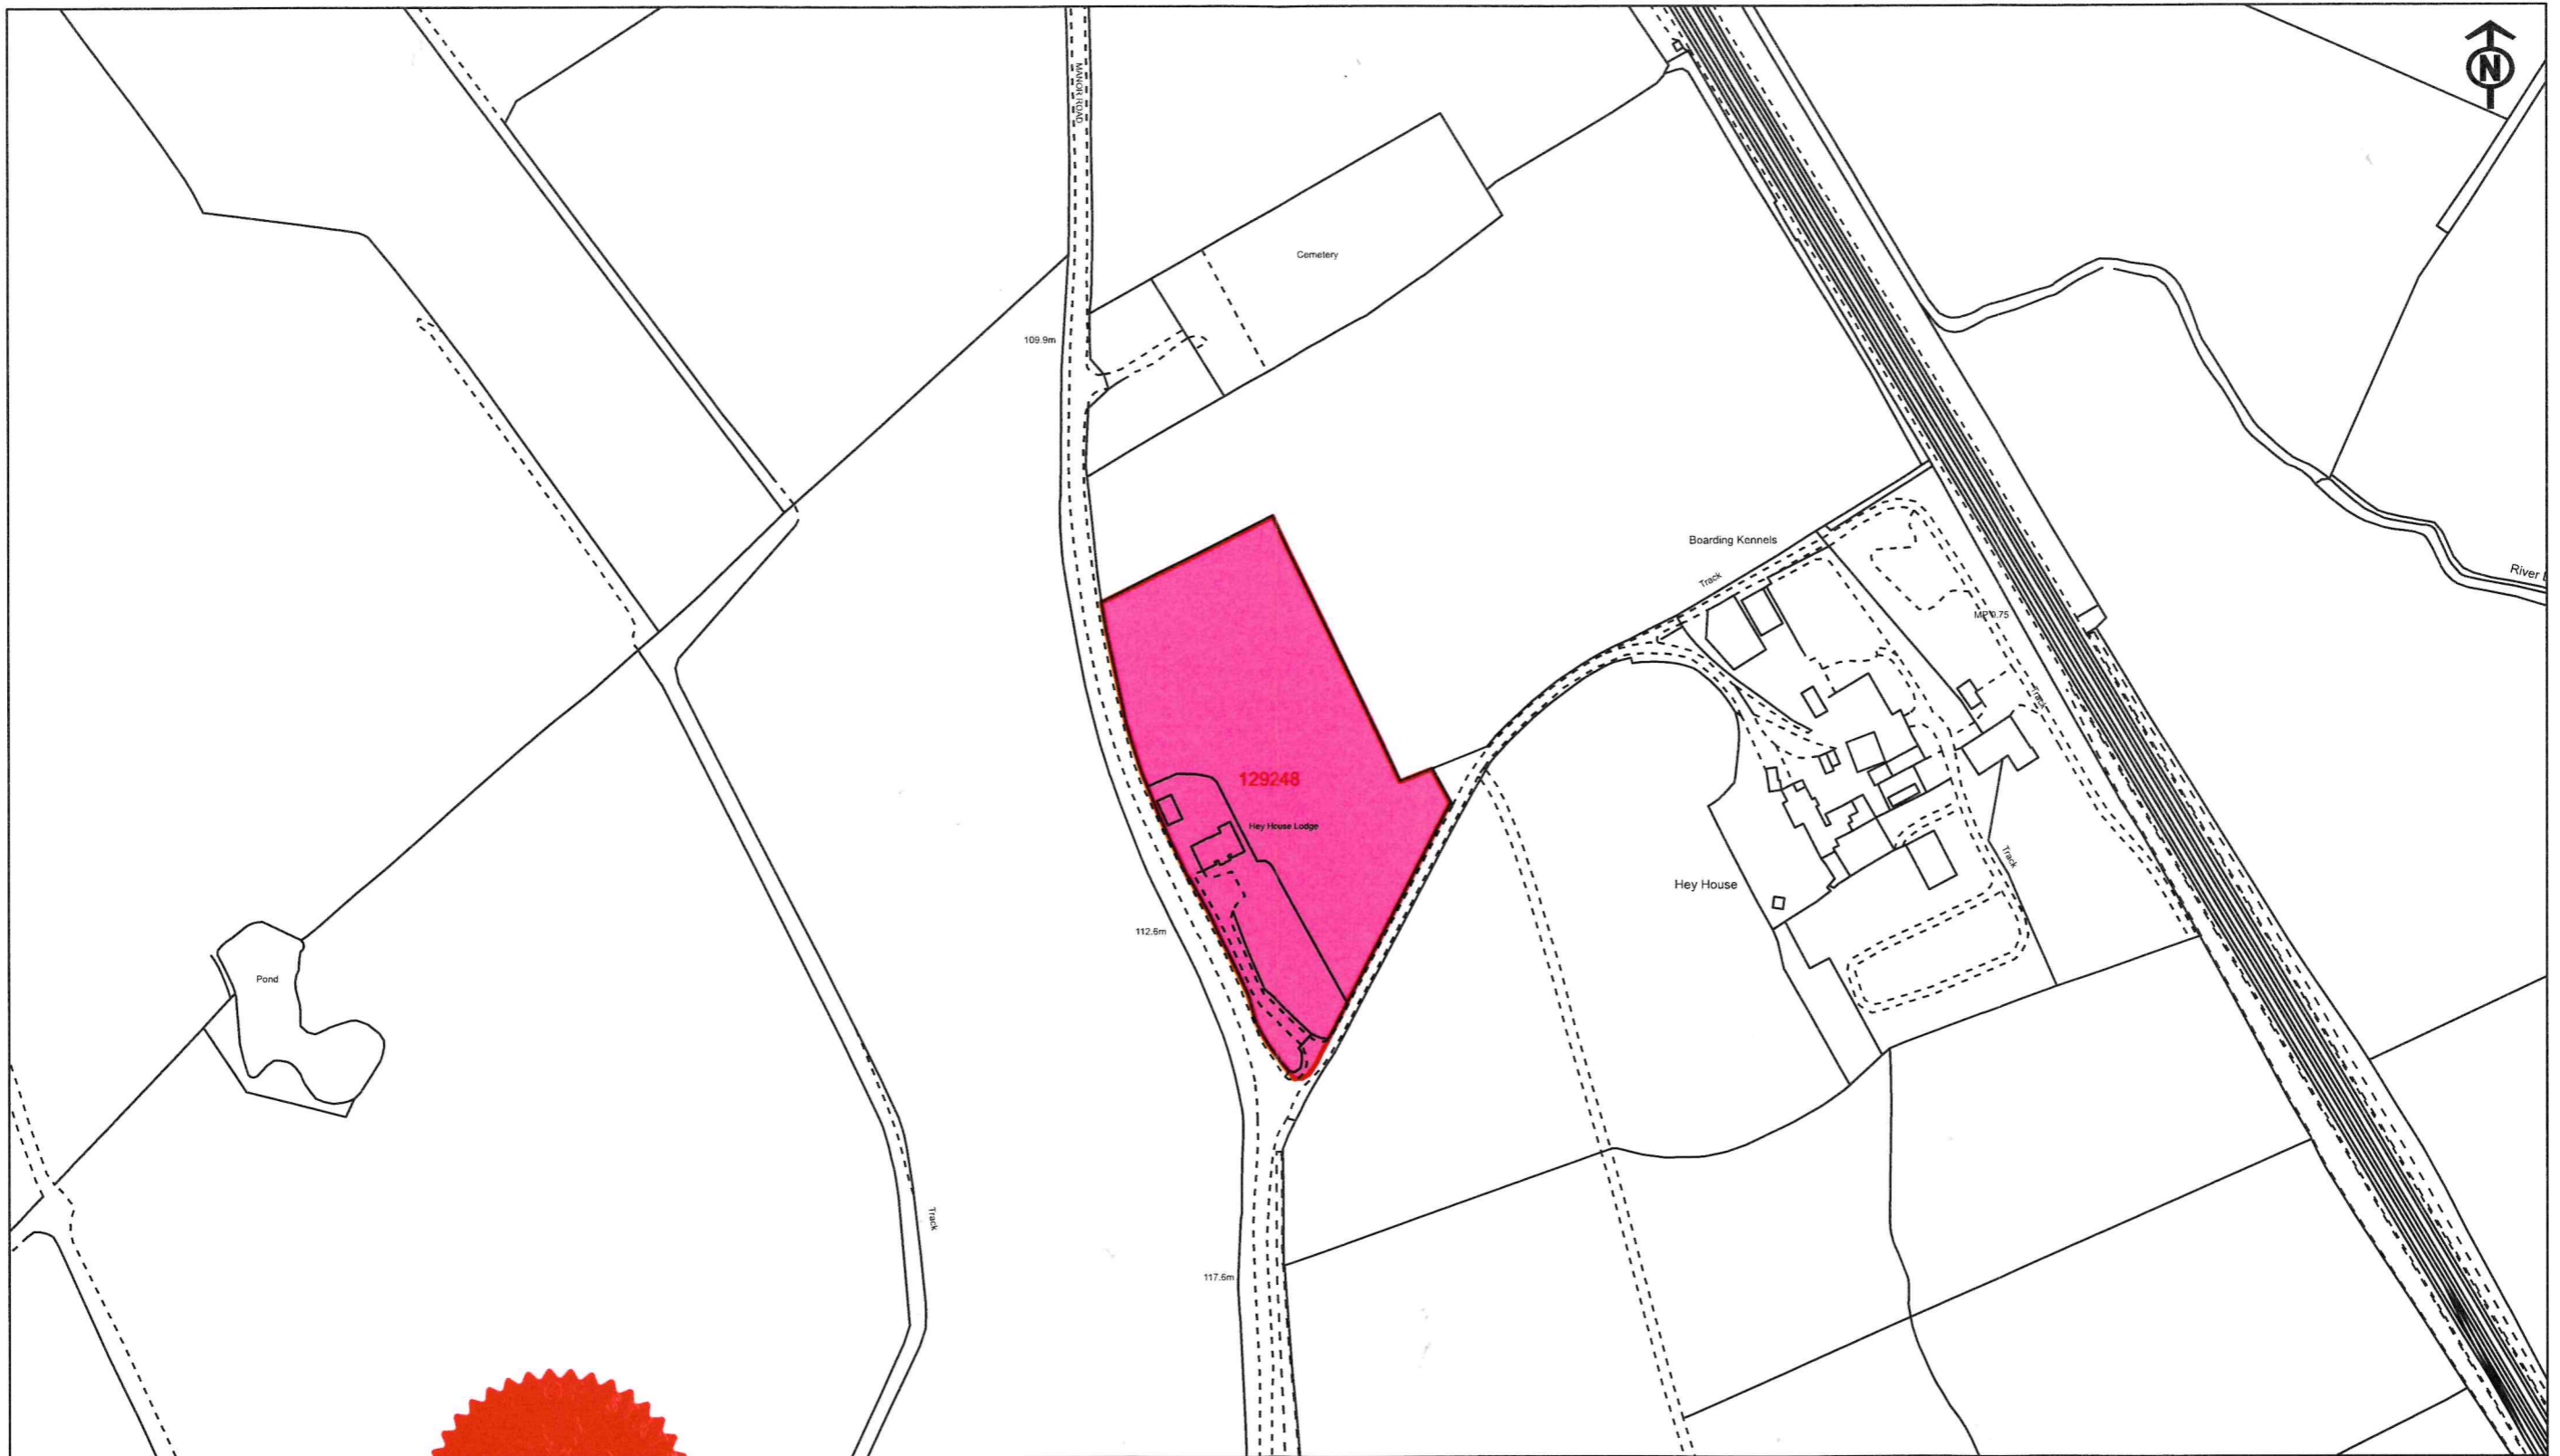 N
MANOR ROAD
Cemetery
109.9m
Boarding Kennels
Track
River
MP 0.75
Track
129248
Hey House Lodge
Track
Hey House
112.6m
Pond
Track
117.6m